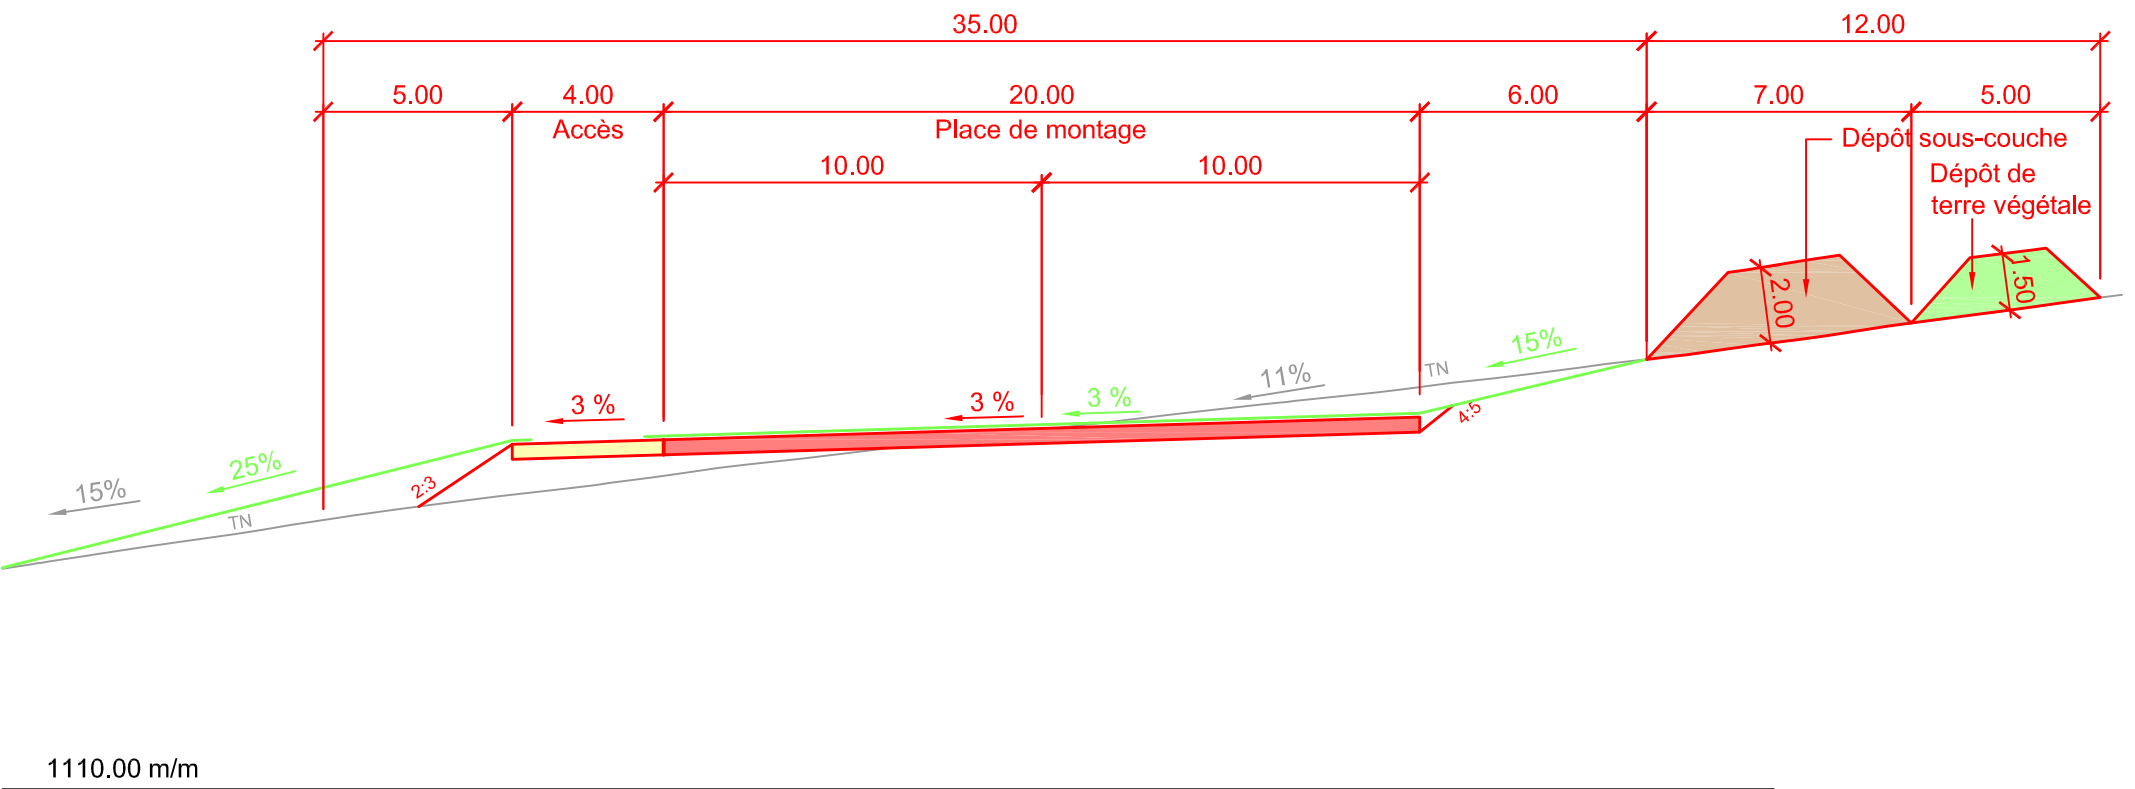 35.00
12.00
5.00
4.00
20.00
6.00
7.00
5.00
Accès
Place de montage
Dépôt sous-couche
10.00
10.00
Dépôt de
terre végétale
1.50
2.00
15%
TN
11%
3 %
3 %
3 %
4:5
25%
2:3
15%
TN
1110.00 m/m